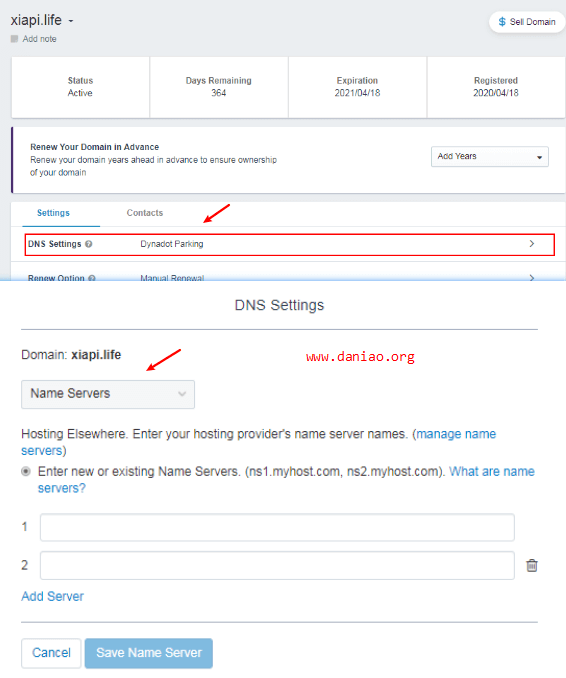 xiapi.life
$ Sell Domain
Add note
Status
Active
Days Remaining
364
Expiration
2021/04/18
Registered
2020/04/18
Renew Your Domain in Advance
Renew your domain years ahead in advance to ensure ownership
of your domain
Add Years
Settings
Contacts
DNS Settings
Dynadot Parking
Renew Option
Manual Renewal
DNS Settings
Domain: xiapi.life
www.daniao.org
Name Servers
Hosting Elsewhere. Enter your hosting provider's name server names. (manage name
servers)
Enter new or existing Name Servers. (ns1.myhost.com, ns2.myhost.com). What are name
servers?
1
2
Add Server
Cancel
Save Name Server